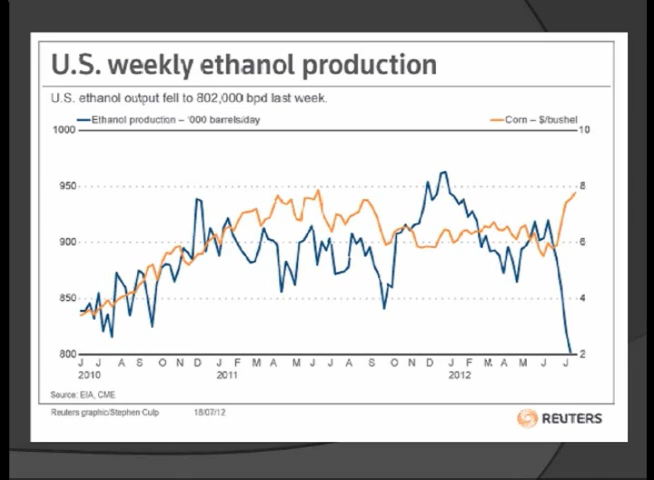 U.S. weekly ethanol production
U.S. ethanol output fell to 802,000 bpd last week.
Ethanol production – '000 barrels/day
Corn – $/bushel
1000
10
950
8
900
6
850
4
800
2
J J A S O N D J F M A M J J A S O N D J F M A M J J
2010 2011 2012
Source: EIA, CME
Reuters graphic/Stephen Culp 18/07/12
REUTERS